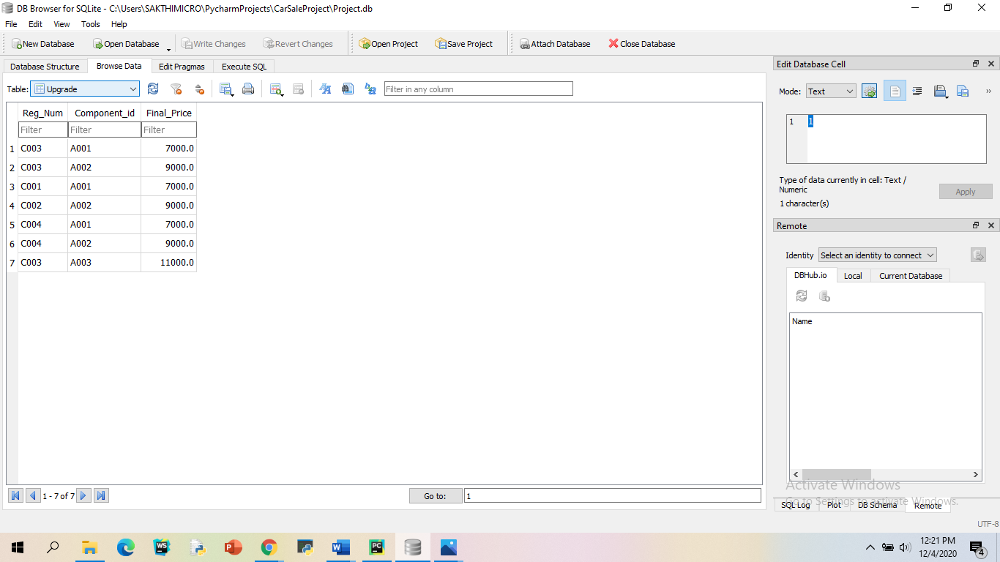 DB Browser for SQLite - C:\Users\SAKTHIMICRO\PycharmProjects\CarSaleProject\Project.db
File Edit View Tools Help
New Database Open Database Write Changes Revert Changes Open Project Save Project Attach Database Close Database
Database Structure Browse Data Edit Pragmas Execute SQL
Table: Upgrade Filter in any column
Reg_Num Component_id Final_Price
Filter Filter Filter
1 C003 A001 7000.0
2 C003 A002 9000.0
3 C001 A001 7000.0
4 C002 A002 9000.0
5 C004 A001 7000.0
6 C004 A002 9000.0
7 C003 A003 11000.0
1 - 7 of 7 Go to: 1
Edit Database Cell
Mode: Text
1 1
Type of data currently in cell: Text /
Numeric
1 character(s)
Apply
Remote
Identity Select an identity to connect
DBHub.io Local Current Database
Name
Activate Windows
Go to Settings to activate Windows.
SQL Log Plot DB Schema Remote
UTF-8
WS P W PC
12:21 PM
12/4/2020
4